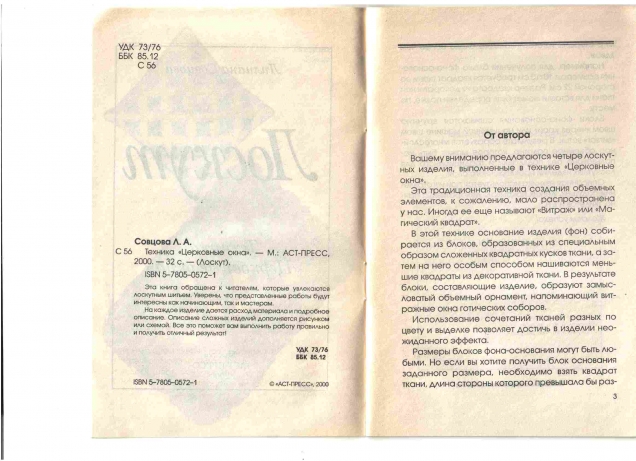 УДК 73/76
ББК 85.12
С 56
Лоскут
Совцова Л. А.
С 56 Техника «Церковные окна». — М.: АСТ-ПРЕСС,
2000. — 32 с. — (Лоскут).
ISBN 5–7805–0572–1
Эта книга обращена к читателям, которые увлекаются
лоскутным шитьем. Уверены, что представленные работы будут
интересны как начинающим, так и мастерам.
На каждое изделие дается расход материала и подробное
описание. Описание сложных изделий дополняется рисунком
или схемой. Все это поможет вам выполнить работу правильно
и получить отличный результат!
УДК 73/76
ББК 85.12
ISBN 5–7805–0572–1
© «АСТ-ПРЕСС», 2000
От автора
Вашему вниманию предлагаются четыре лоскут-
ных изделия, выполненные в технике «Церковные
окна».
Эта традиционная техника создания объемных
элементов, к сожалению, мало распространена
у нас. Иногда ее еще называют «Витраж» или «Ма-
гический квадрат».
В этой технике основание изделия (фон) соби-
рается из блоков, образованных из специальным
образом сложенных квадратных кусков ткани, а за-
тем на него особым способом нашиваются мень-
шие квадраты из декоративной ткани. В результате
блоки, составляющие изделие, образуют замыс-
ловатый объемный орнамент, напоминающий вит-
ражные окна готических соборов.
Использование сочетаний тканей разных по
цвету и выделке позволяет достичь в изделии нео-
жиданного эффекта.
Размеры блоков фона-основания могут быть лю-
быми. Но если вы хотите получить блок основания
заданного размера, необходимо взять квадрат
ткани, длина стороны которого превышала бы раз-
3